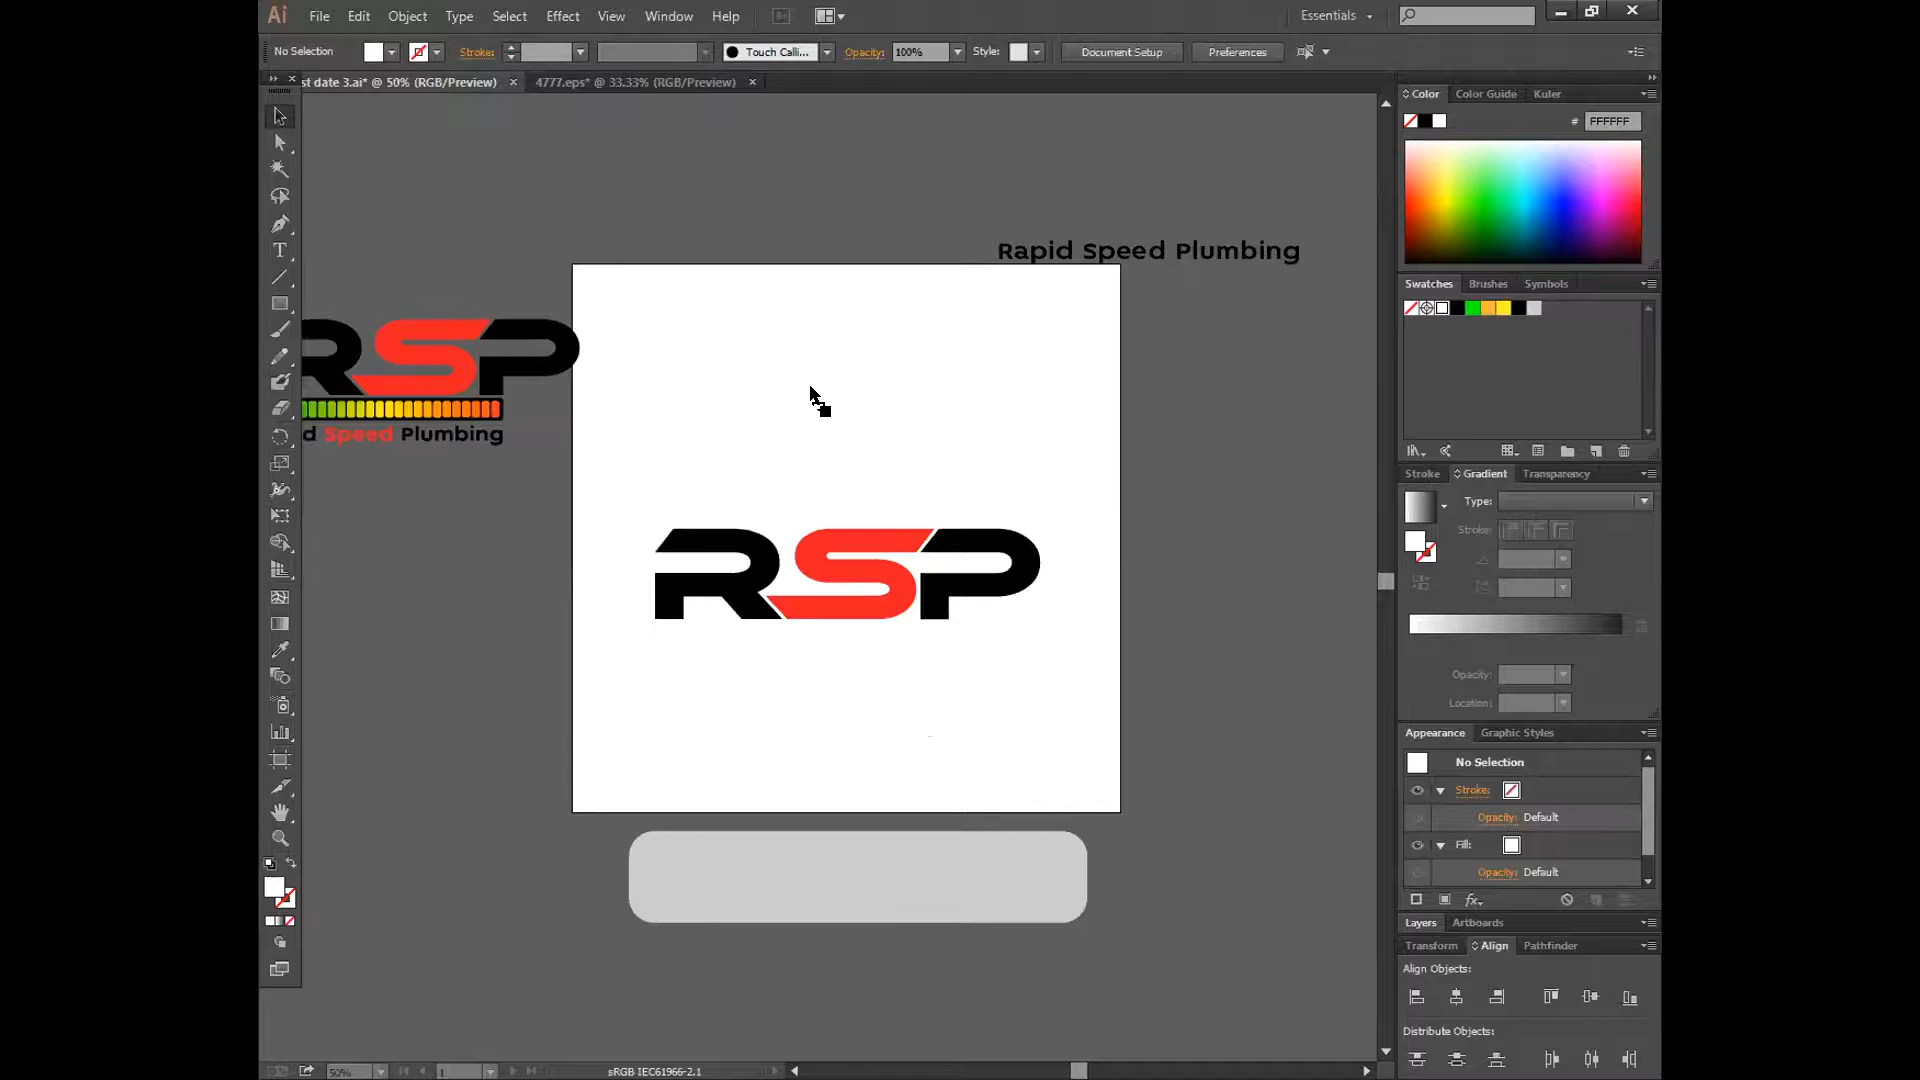 Ai File Edit Object Type Select Effect View Window Help Br Essentials
No Selection Stroke: Touch Calli... Opacity: 100% Style: Document Setup Preferences
st date 3.ai* @ 50% (RGB/Preview) × 4777.eps* @ 33.33% (RGB/Preview) ×
Color Color Guide Kuler
# FFFFFF
Rapid Speed Plumbing
RSP
d Speed Plumbing
RSP
Swatches Brushes Symbols
Stroke Gradient Transparency
Type:
Stroke:
Opacity:
Location:
Appearance Graphic Styles
No Selection
Stroke:
Opacity: Default
Fill:
Opacity: Default
fx
Layers Artboards
Transform Align Pathfinder
Align Objects:
Distribute Objects:
50% 1 sRGB IEC61966-2.1